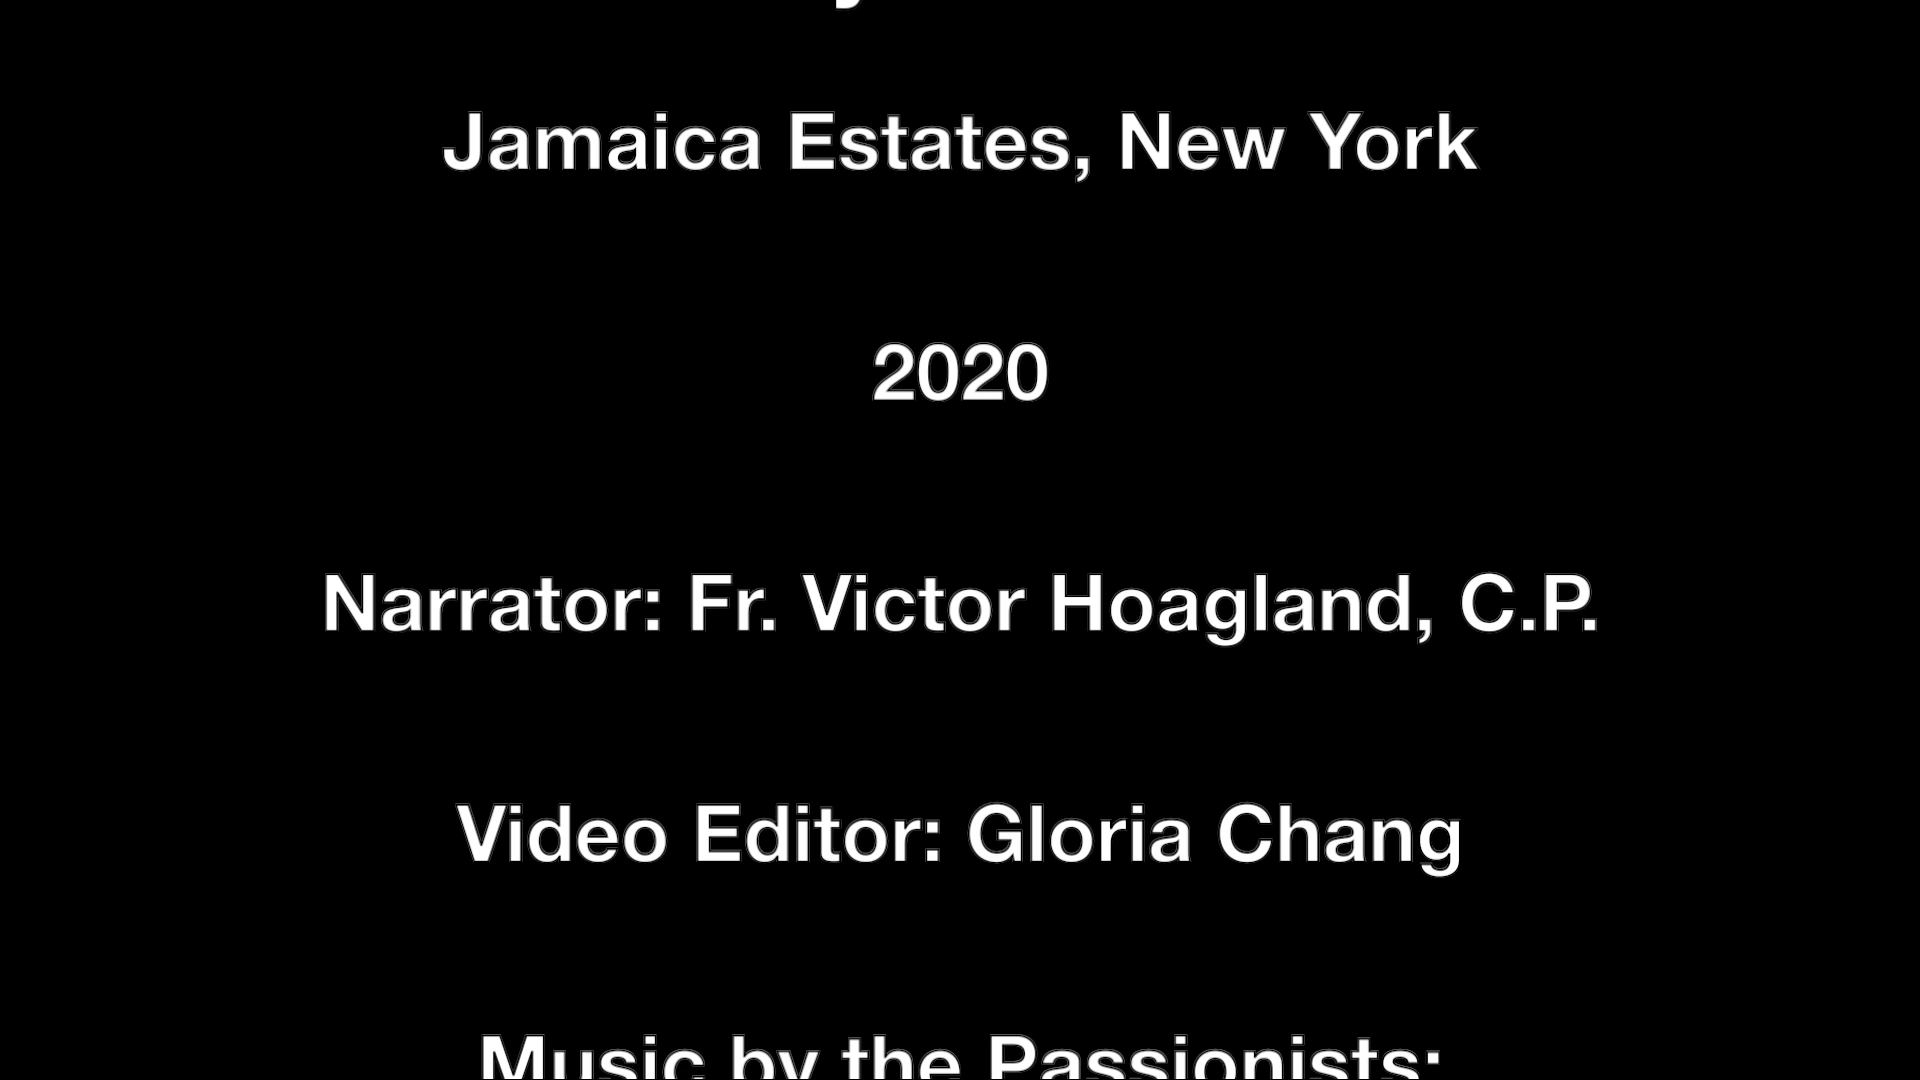 Jamaica Estates, New York
2020
Narrator: Fr. Victor Hoagland, C.P.
Video Editor: Gloria Chang
Music by the Passionists: